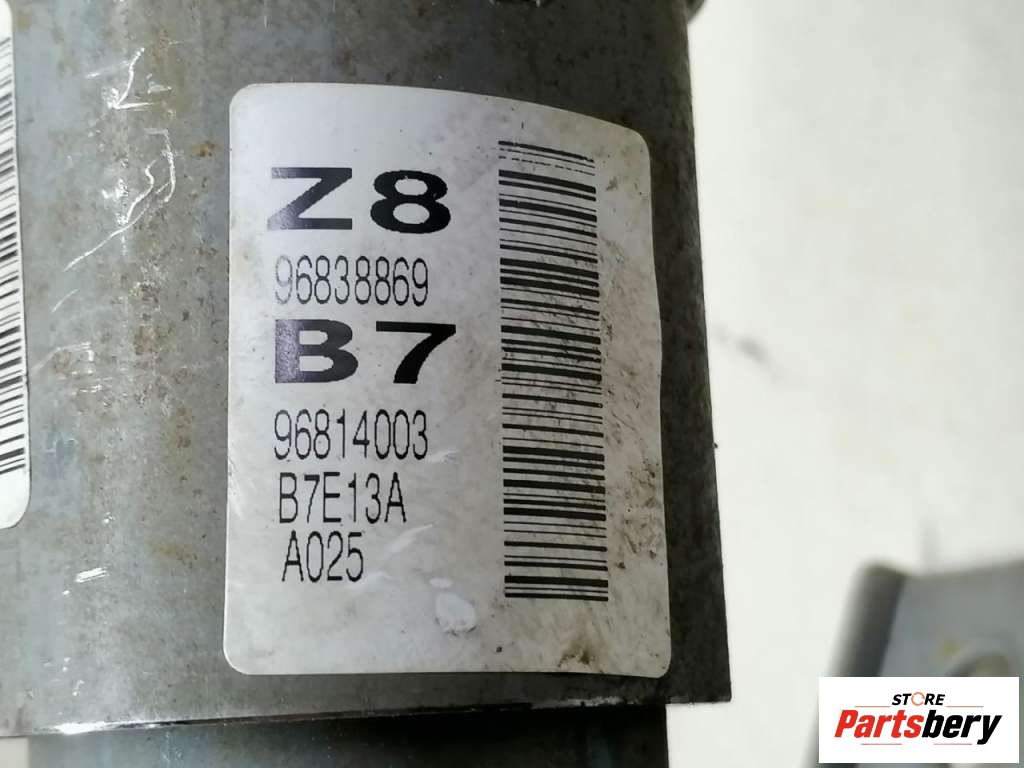 Z8
96838869
B7
96814003
B7E13A
A025
STORE
Partsbery